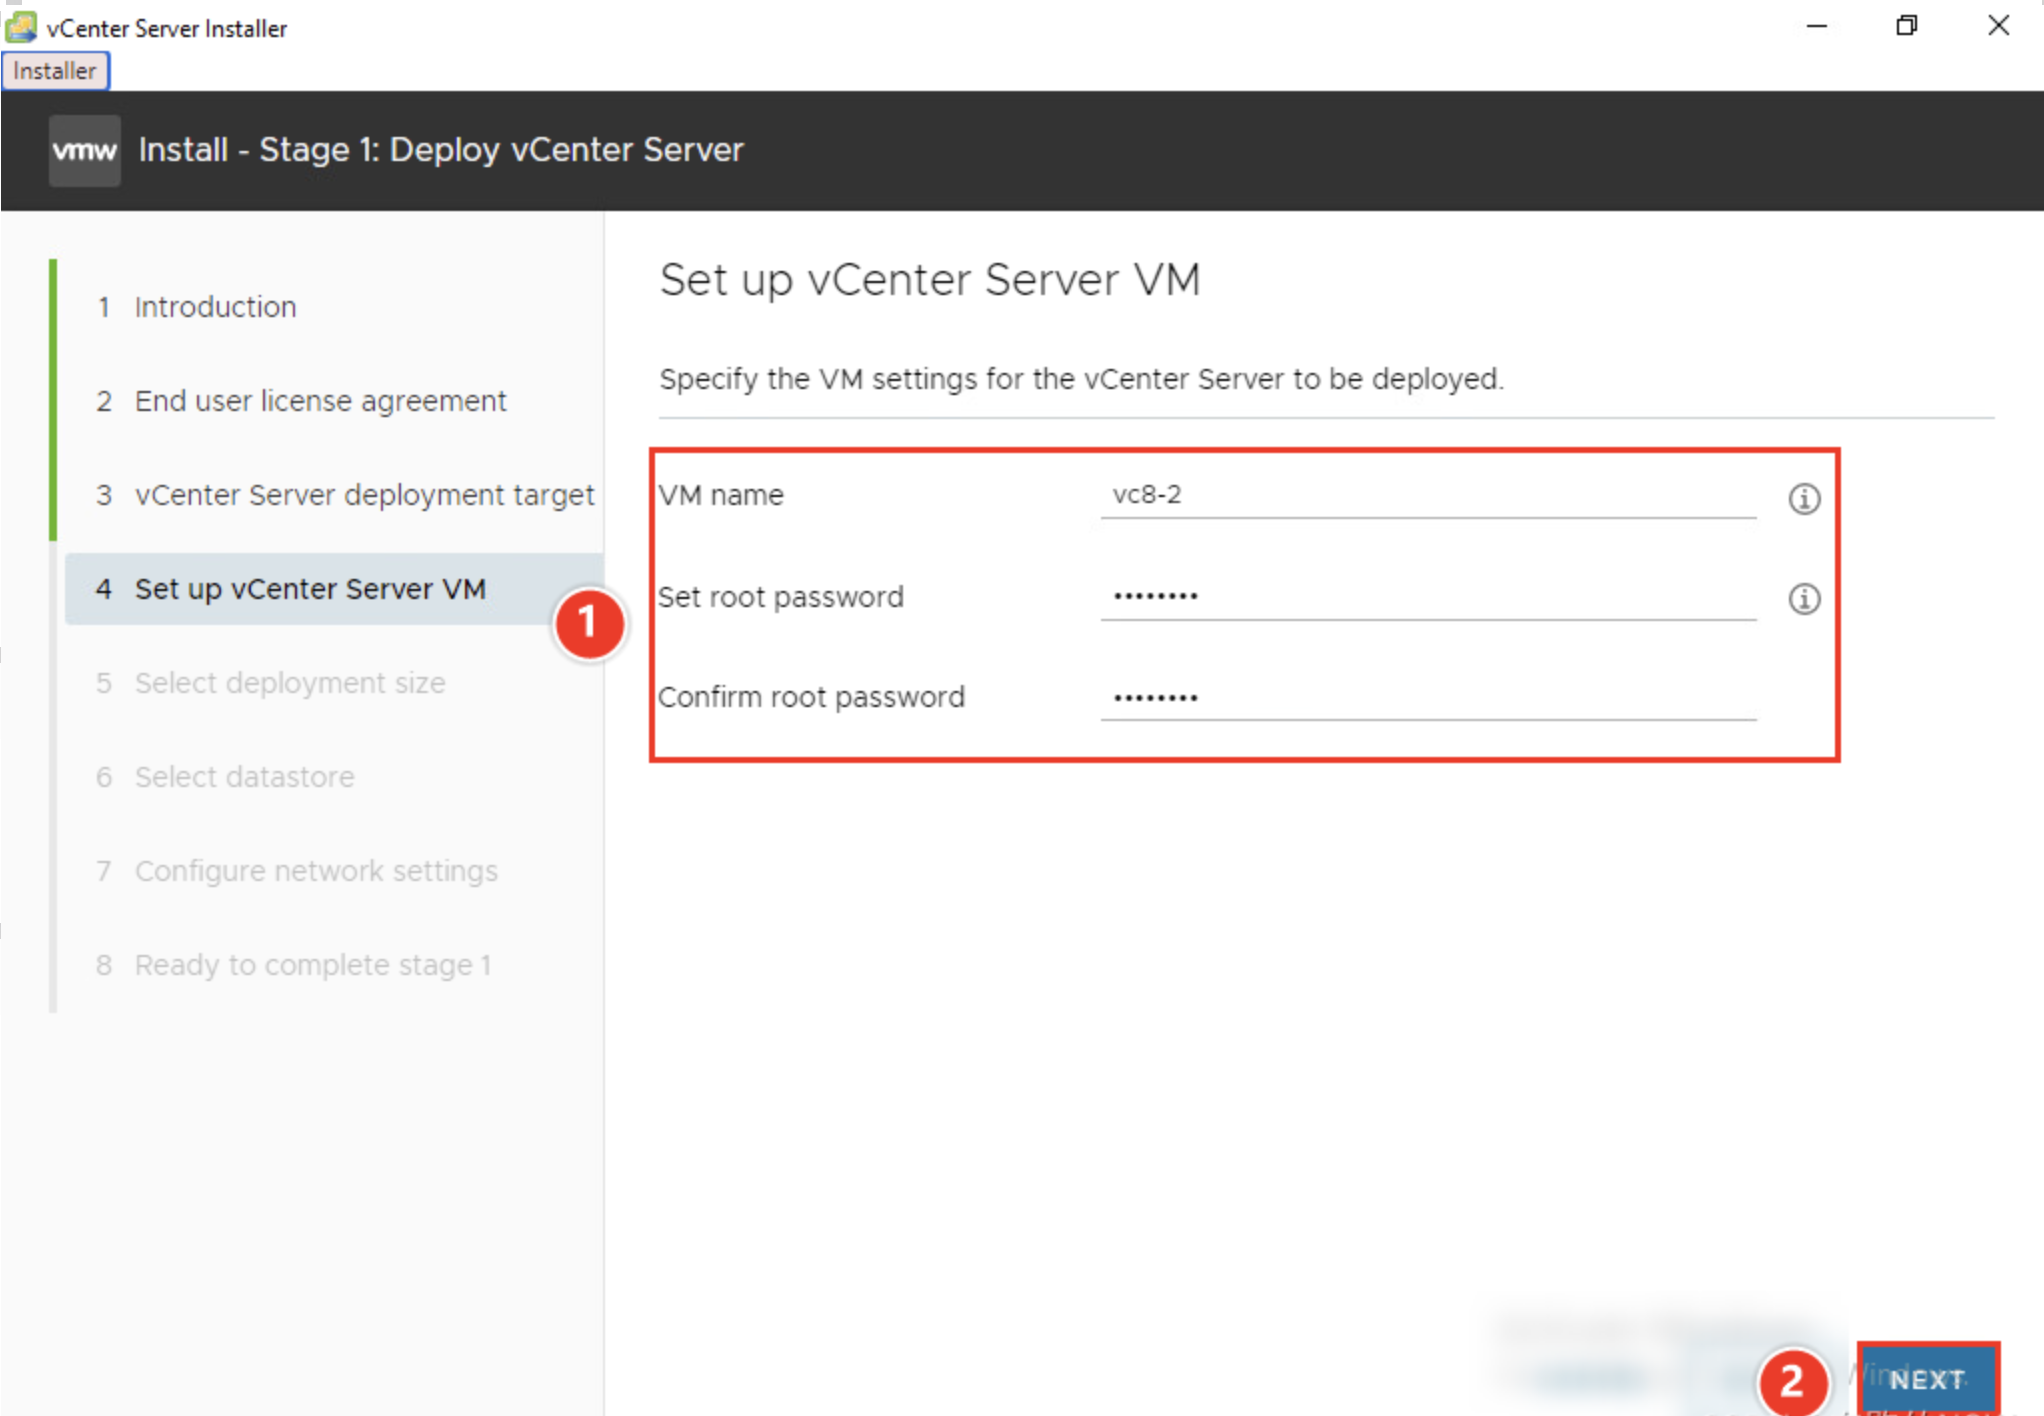 vCenter Server Installer
Installer
vmw Install - Stage 1: Deploy vCenter Server
1 Introduction
2 End user license agreement
3 vCenter Server deployment target
4 Set up vCenter Server VM
5 Select deployment size
6 Select datastore
7 Configure network settings
8 Ready to complete stage 1
Set up vCenter Server VM
Specify the VM settings for the vCenter Server to be deployed.
1
VM name vc8-2
Set root password ••••••••
Confirm root password ••••••••
2
NEXT